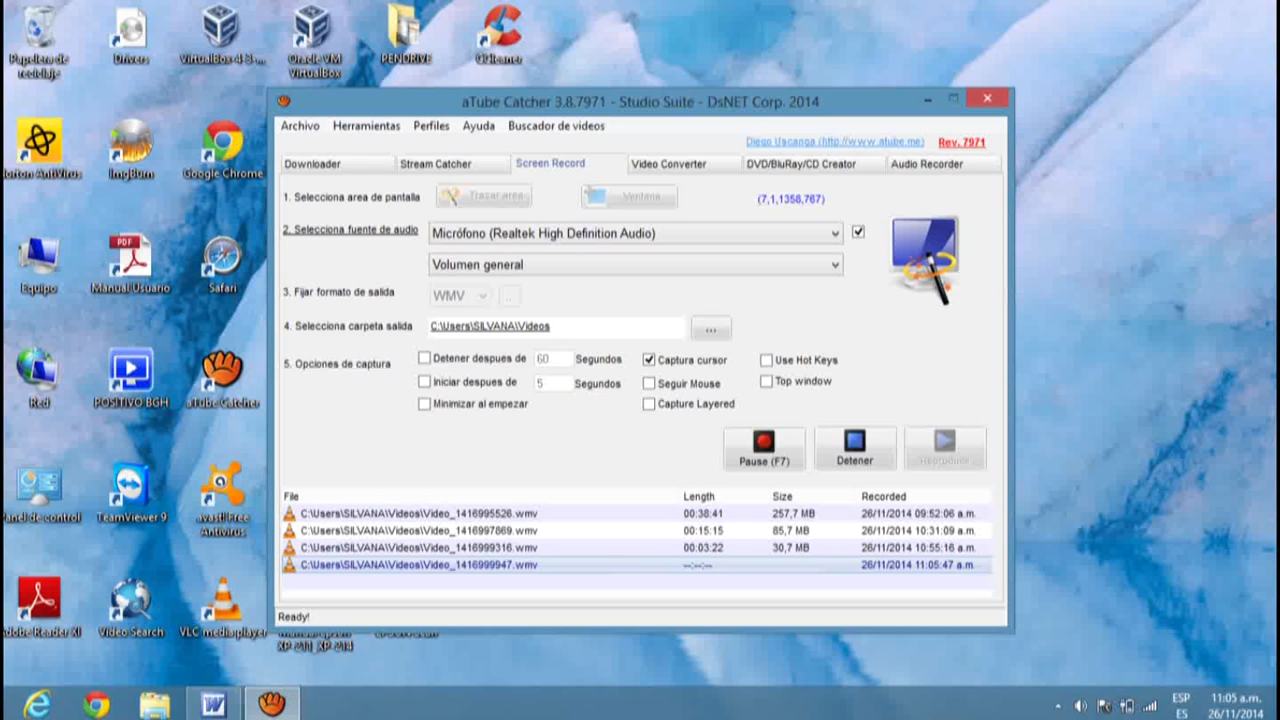 Papelera de reciclaje
Drivers
VirtualBox-4-3-...
Oracle VM VirtualBox
PENDRIVE
CCleaner
aTube Catcher 3.8.7971 - Studio Suite - DsNET Corp. 2014
Archivo Herramientas Perfiles Ayuda Buscador de videos
Diego Uscanga (http://www.atube.me) Rev. 7971
Downloader Stream Catcher Screen Record Video Converter DVD/BluRay/CD Creator Audio Recorder
1. Selecciona area de pantalla Trazar area Ventana (7,1,1358,767)
2. Selecciona fuente de audio Micrófono (Realtek High Definition Audio)
Volumen general
3. Fijar formato de salida WMV ..
4. Selecciona carpeta salida C:\Users\SILVANA\Videos ...
5. Opciones de captura Detener despues de 60 Segundos Captura cursor Use Hot Keys
Iniciar despues de 5 Segundos Seguir Mouse Top window
Minimizar al empezar Capture Layered
Pause (F7) Detener Reproducir
File Length Size Recorded
C:\Users\SILVANA\Videos\Video_1416995526.wmv 00:38:41 257,7 MB 26/11/2014 09:52:06 a.m.
C:\Users\SILVANA\Videos\Video_1416997869.wmv 00:15:15 85,7 MB 26/11/2014 10:31:09 a.m.
C:\Users\SILVANA\Videos\Video_1416999316.wmv 00:03:22 30,7 MB 26/11/2014 10:55:16 a.m.
C:\Users\SILVANA\Videos\Video_1416999947.wmv --:--:-- 26/11/2014 11:05:47 a.m.
Ready!
orton AntiVirus
ImgBurn
Google Chrome
Equipo
PDF
Manual Usuario
Safari
Red
POSITIVO BGH
aTube Catcher
anel de control
TeamViewer 9
avast! Free Antivirus
dobe Reader XI
Video Search
VLC media player
XP 201_XP 214
ESP 11:05 a.m.
ES 26/11/2014